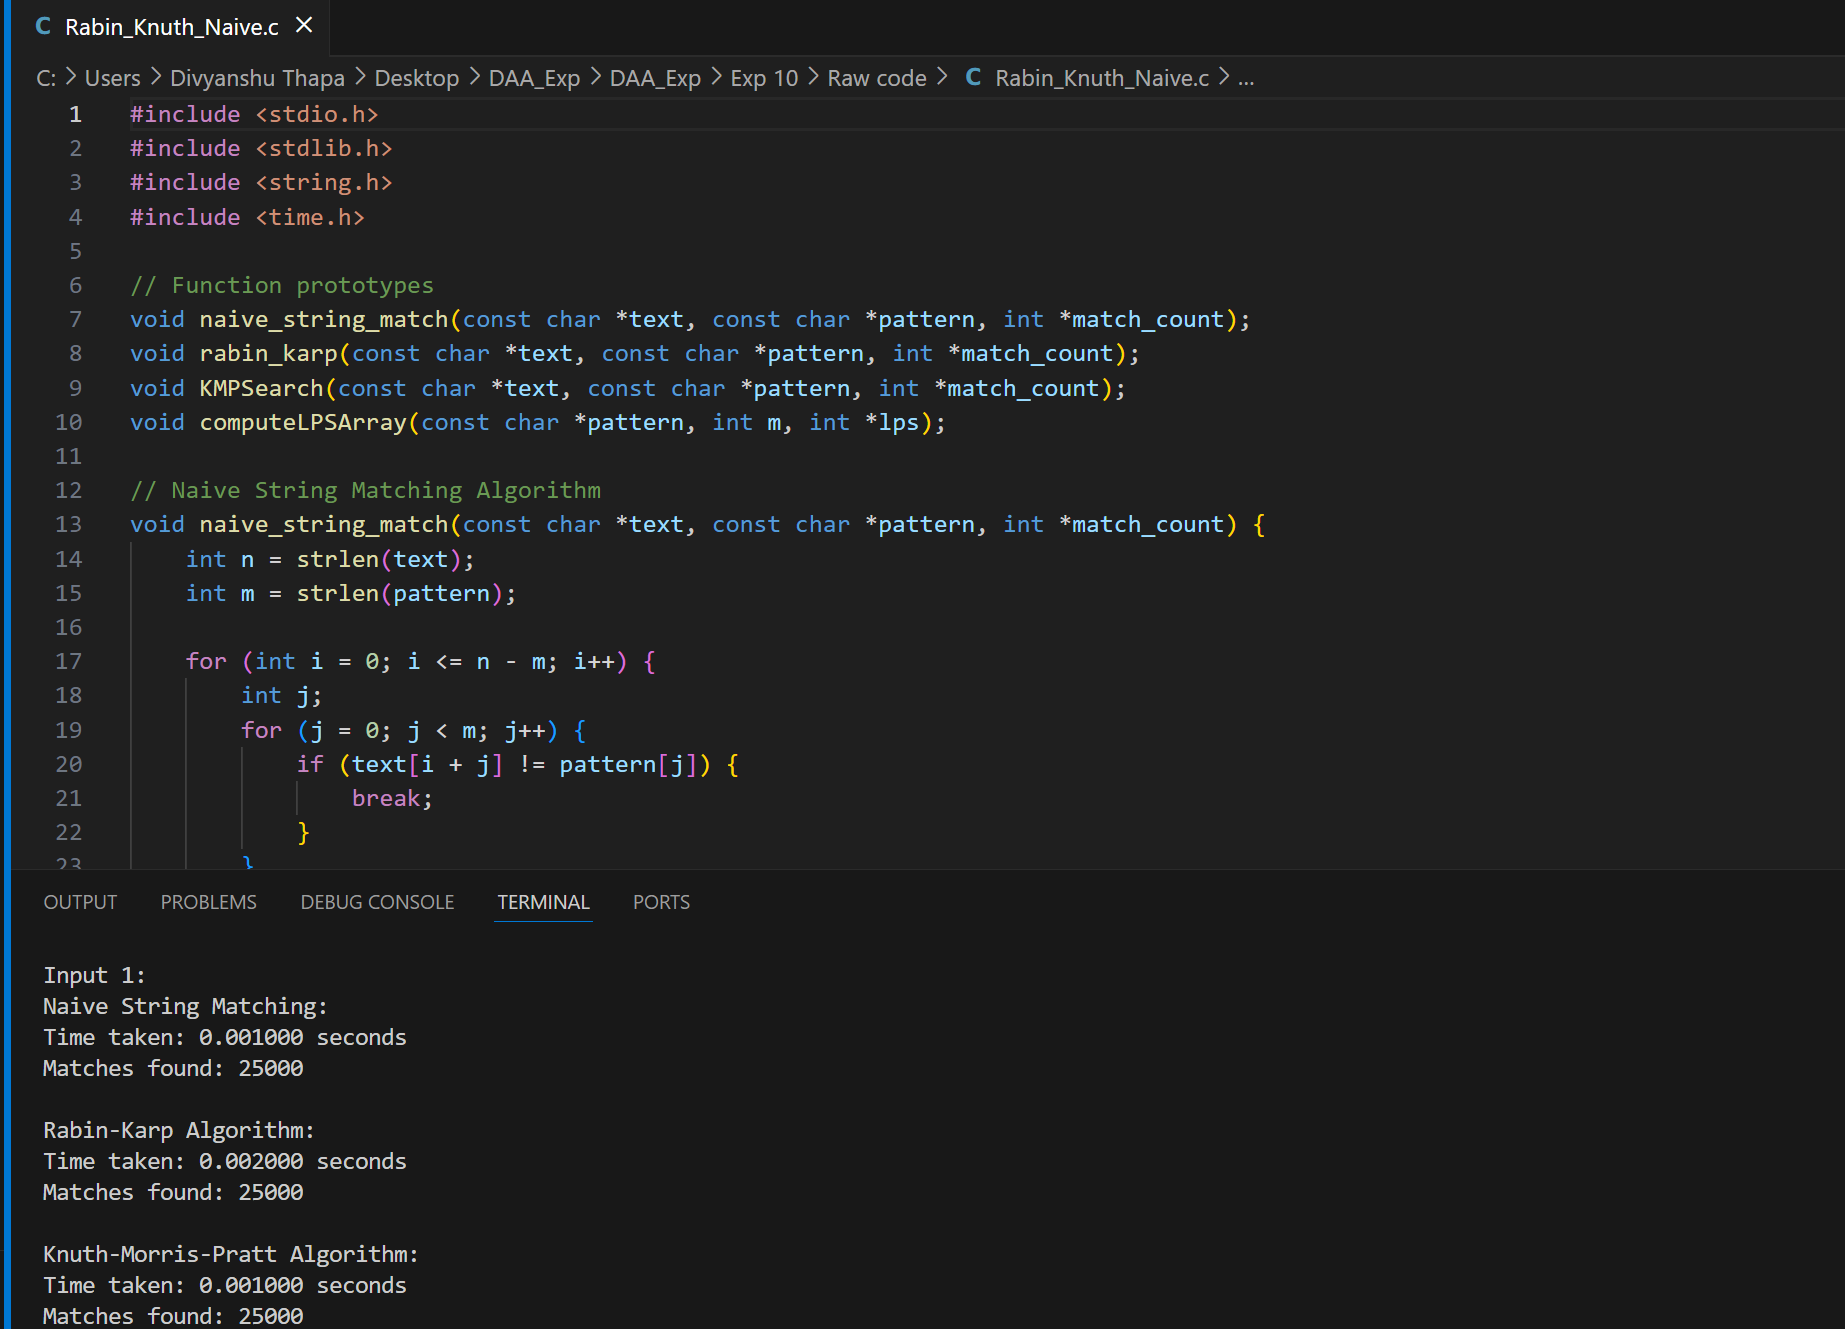 C Rabin_Knuth_Naive.c ×
C: > Users > Divyanshu Thapa > Desktop > DAA_Exp > DAA_Exp > Exp 10 > Raw code > C Rabin_Knuth_Naive.c > ...
1 #include <stdio.h>
2 #include <stdlib.h>
3 #include <string.h>
4 #include <time.h>
5
6 // Function prototypes
7 void naive_string_match(const char *text, const char *pattern, int *match_count);
8 void rabin_karp(const char *text, const char *pattern, int *match_count);
9 void KMPSearch(const char *text, const char *pattern, int *match_count);
10 void computeLPSArray(const char *pattern, int m, int *lps);
11
12 // Naive String Matching Algorithm
13 void naive_string_match(const char *text, const char *pattern, int *match_count) {
14     int n = strlen(text);
15     int m = strlen(pattern);
16
17     for (int i = 0; i <= n - m; i++) {
18         int j;
19         for (j = 0; j < m; j++) {
20             if (text[i + j] != pattern[j]) {
21                 break;
22             }
23         }
OUTPUT PROBLEMS DEBUG CONSOLE TERMINAL PORTS
Input 1:
Naive String Matching:
Time taken: 0.001000 seconds
Matches found: 25000
Rabin-Karp Algorithm:
Time taken: 0.002000 seconds
Matches found: 25000
Knuth-Morris-Pratt Algorithm:
Time taken: 0.001000 seconds
Matches found: 25000